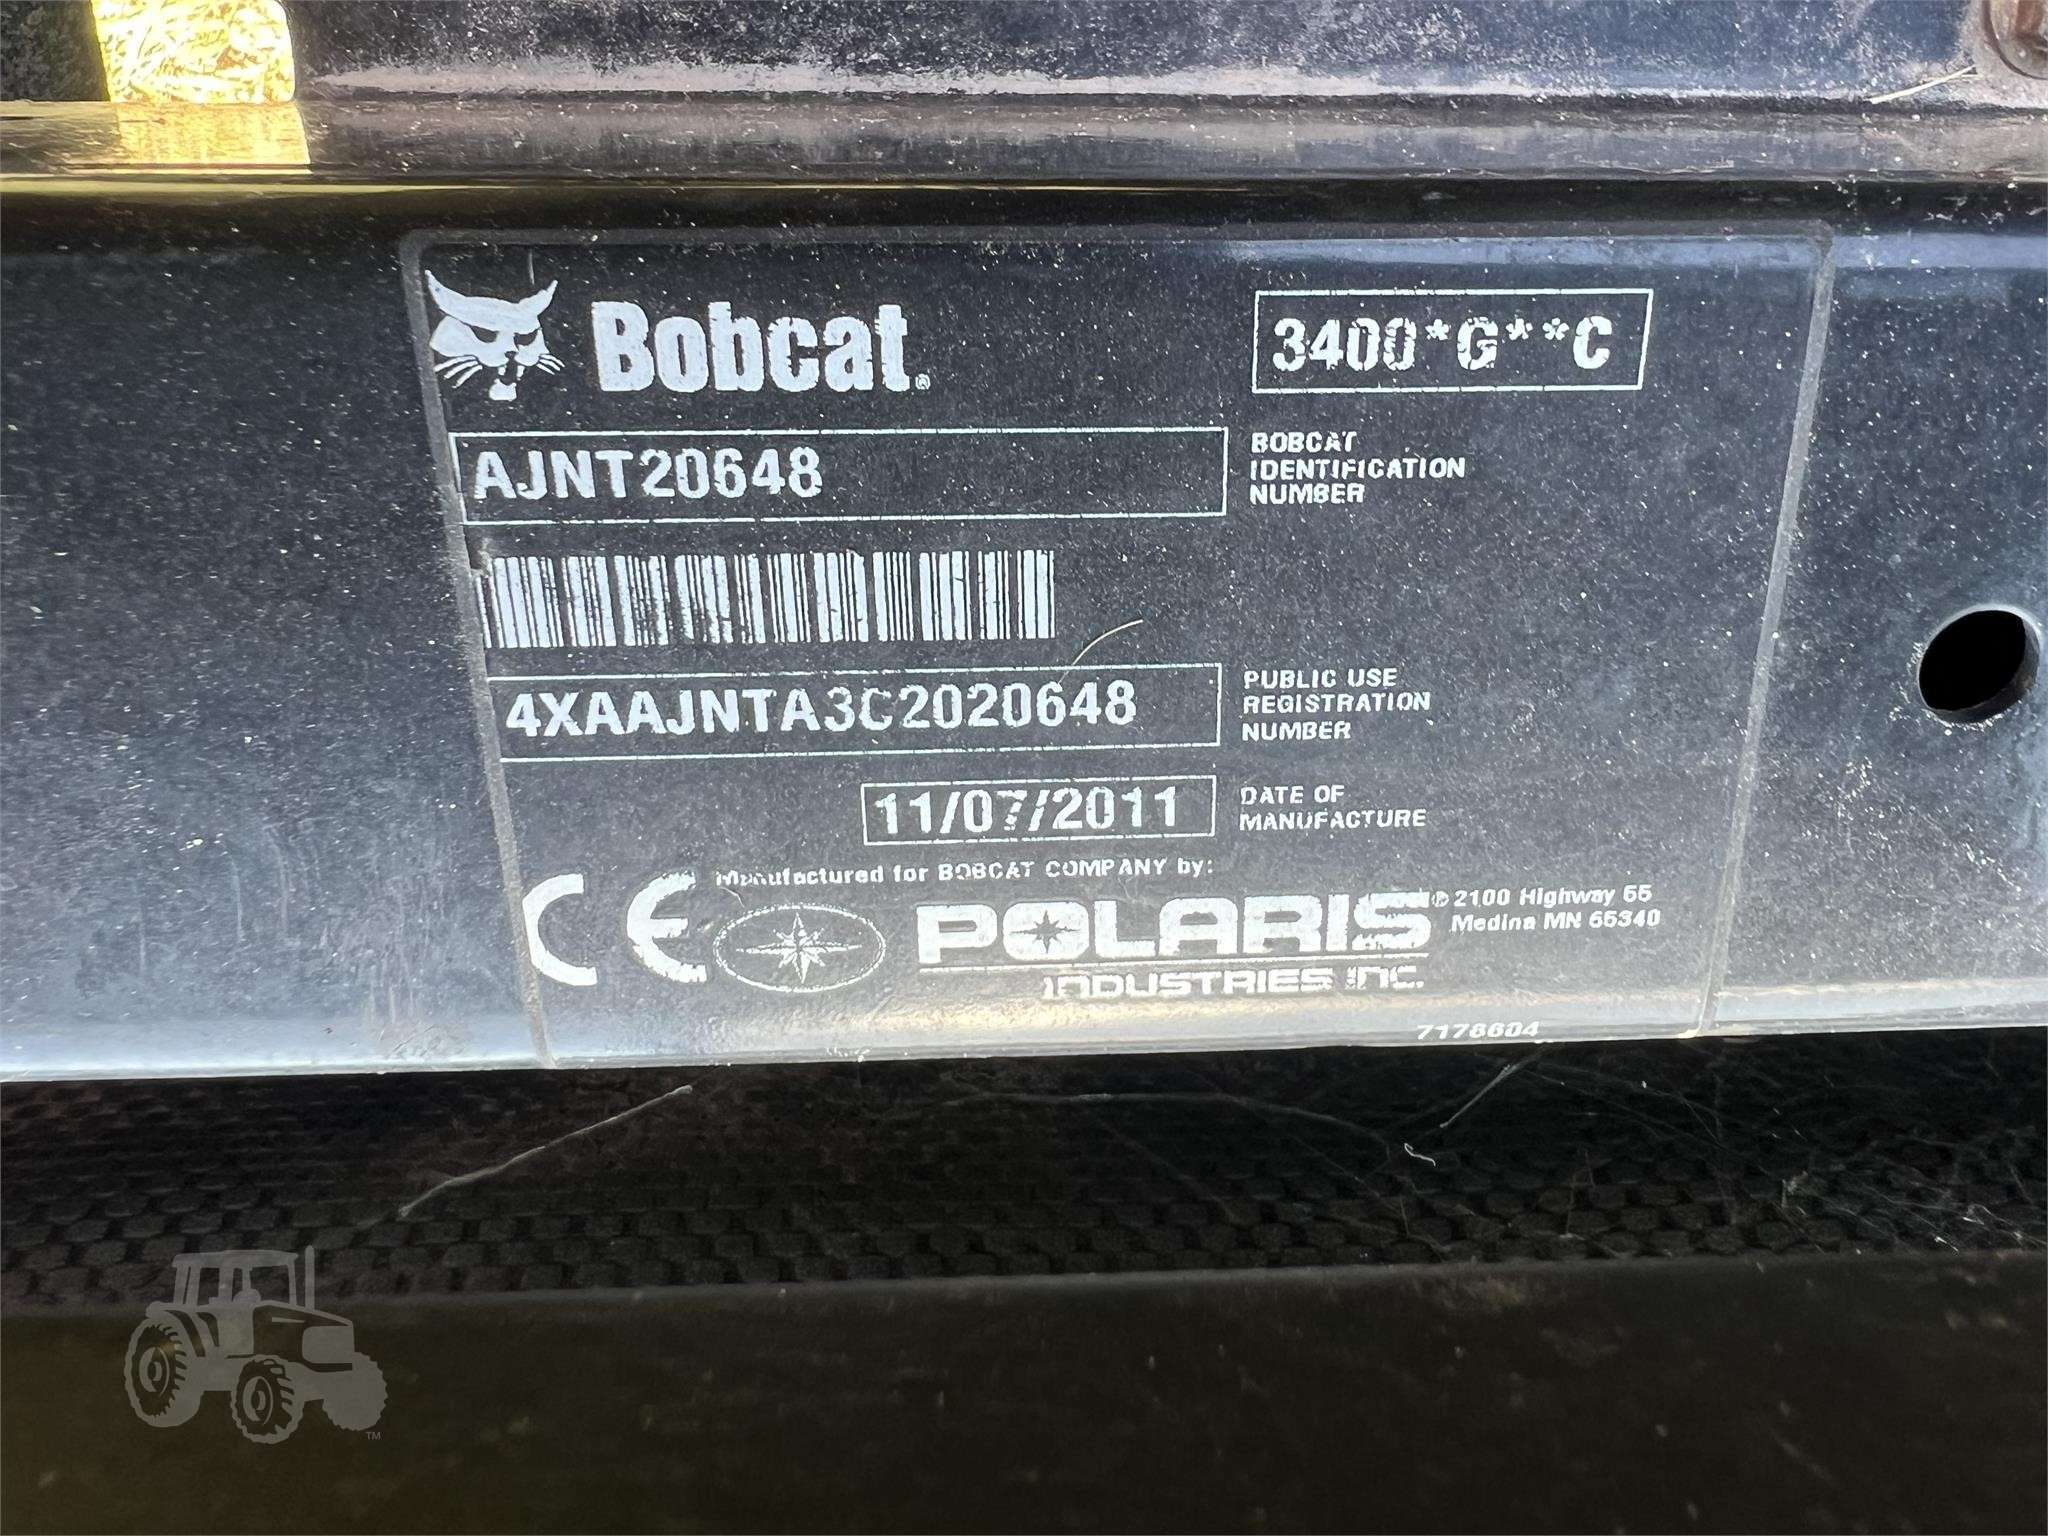 Bobcat®
3400*G**C
AJNT20648
BOBCAT
IDENTIFICATION
NUMBER
4XAAJNTA3C2020648
PUBLIC USE
REGISTRATION
NUMBER
11/07/2011
DATE OF
MANUFACTURE
CE
Manufactured for BOBCAT COMPANY by:
POLARIS®
INDUSTRIES INC.
2100 Highway 55
Medina MN 55340
7178604
TM